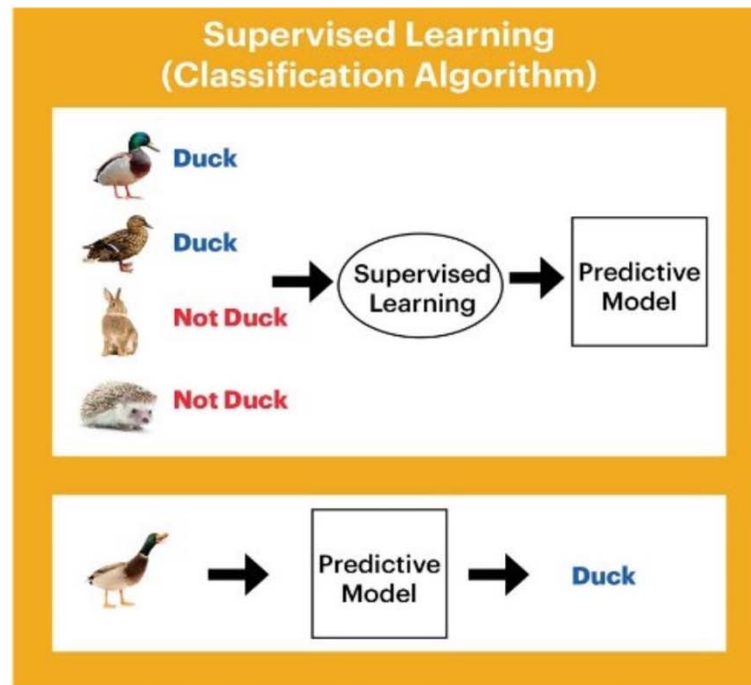 Supervised Learning
(Classification Algorithm)
Duck
Duck
Not Duck
Not Duck
Supervised
Learning
Predictive
Model
Predictive
Model
Duck